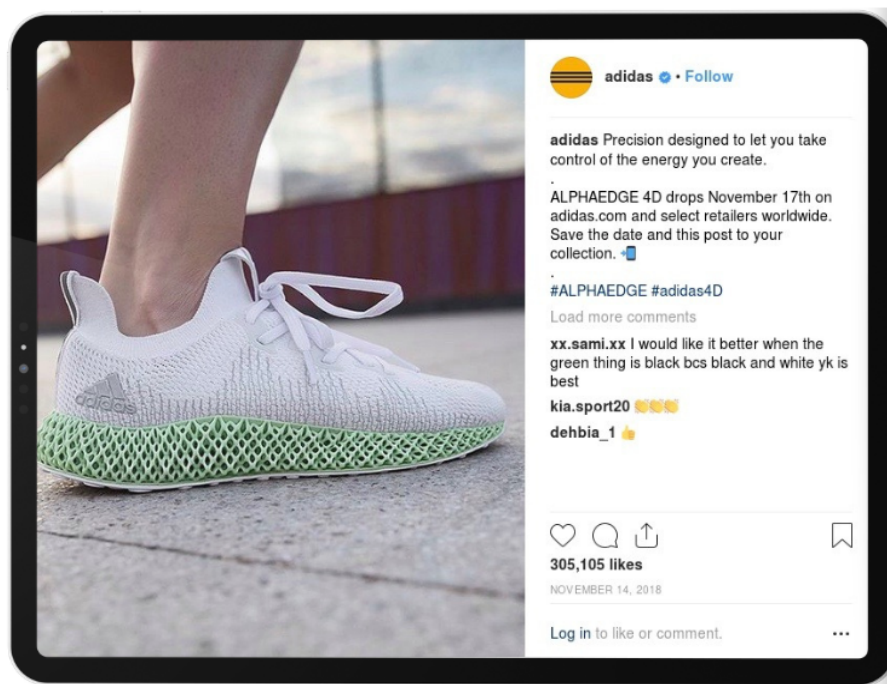 adidas • Follow
adidas Precision designed to let you take
control of the energy you create.
.
ALPHAEDGE 4D drops November 17th on
adidas.com and select retailers worldwide.
Save the date and this post to your
collection. 📲
.
#ALPHAEDGE #adidas4D
Load more comments
xx.sami.xx I would like it better when the
green thing is black bcs black and white yk is
best
kia.sport20 👏👏👏
dehbia_1 👍
305,105 likes
NOVEMBER 14, 2018
Log in to like or comment.
adidas